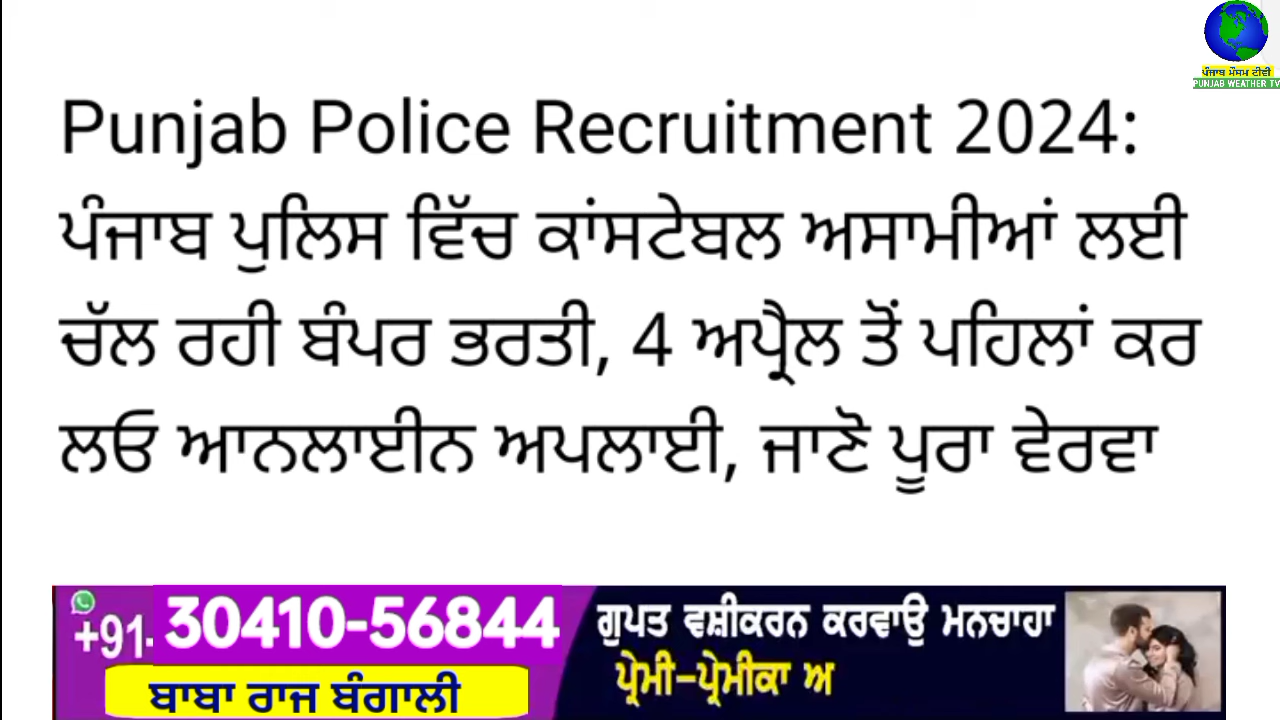 ਪੰਜਾਬ ਮੌਸਮ ਟੀਵੀ
PUNJAB WEATHER TV
Punjab Police Recruitment 2024:
ਪੰਜਾਬ ਪੁਲਿਸ ਵਿੱਚ ਕਾਂਸਟੇਬਲ ਅਸਾਮੀਆਂ ਲਈ
ਚੱਲ ਰਹੀ ਬੰਪਰ ਭਰਤੀ, 4 ਅਪ੍ਰੈਲ ਤੋਂ ਪਹਿਲਾਂ ਕਰ
ਲਓ ਆਨਲਾਈਨ ਅਪਲਾਈ, ਜਾਣੋ ਪੂਰਾ ਵੇਰਵਾ
+91. 30410-56844
ਬਾਬਾ ਰਾਜ ਬੰਗਾਲੀ
ਗੁਪਤ ਵਸ਼ੀਕਰਨ ਕਰਵਾਉ ਮਨਚਾਹਾ
ਪ੍ਰੇਮੀ-ਪ੍ਰੇਮੀਕਾ ਅ